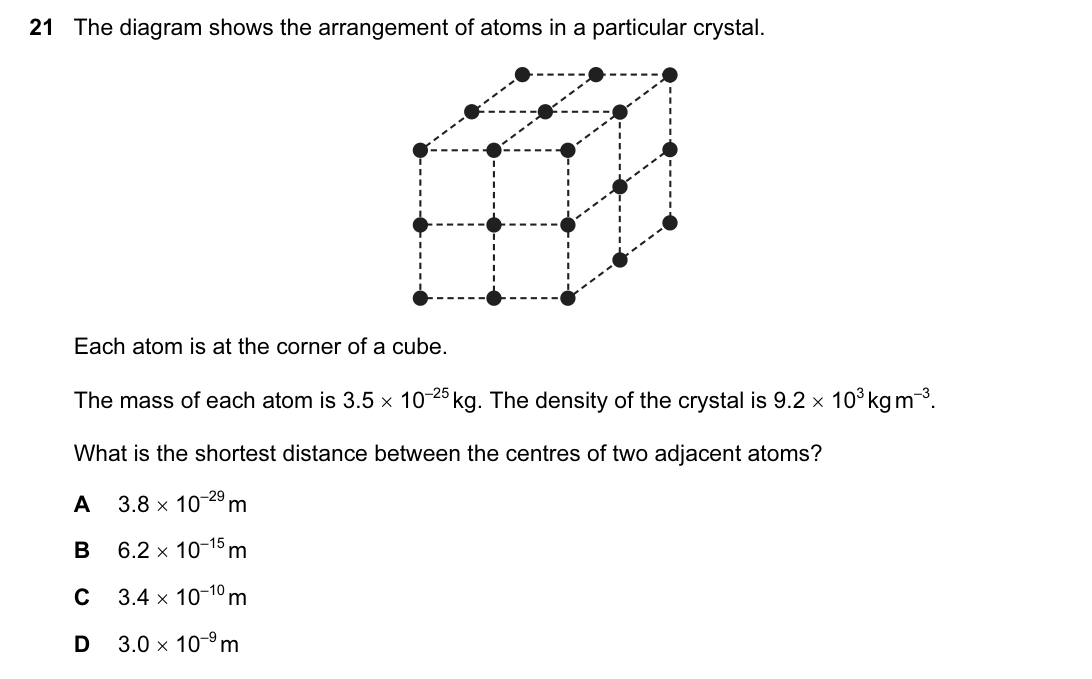 21 The diagram shows the arrangement of atoms in a particular crystal.
Each atom is at the corner of a cube.
The mass of each atom is 3.5 × 10⁻²⁵ kg. The density of the crystal is 9.2 × 10³ kg m⁻³.
What is the shortest distance between the centres of two adjacent atoms?
A 3.8 × 10⁻²⁹ m
B 6.2 × 10⁻¹⁵ m
C 3.4 × 10⁻¹⁰ m
D 3.0 × 10⁻⁹ m